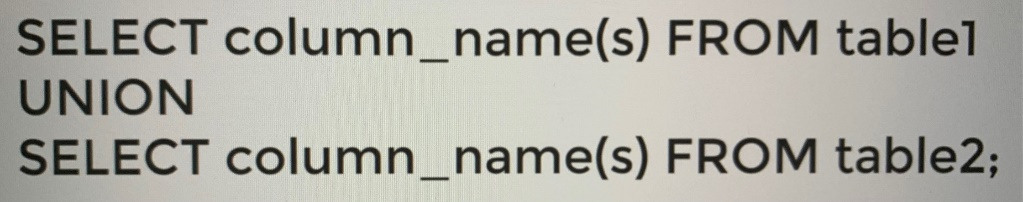 SELECT column_name(s) FROM table1
UNION
SELECT column_name(s) FROM table2;